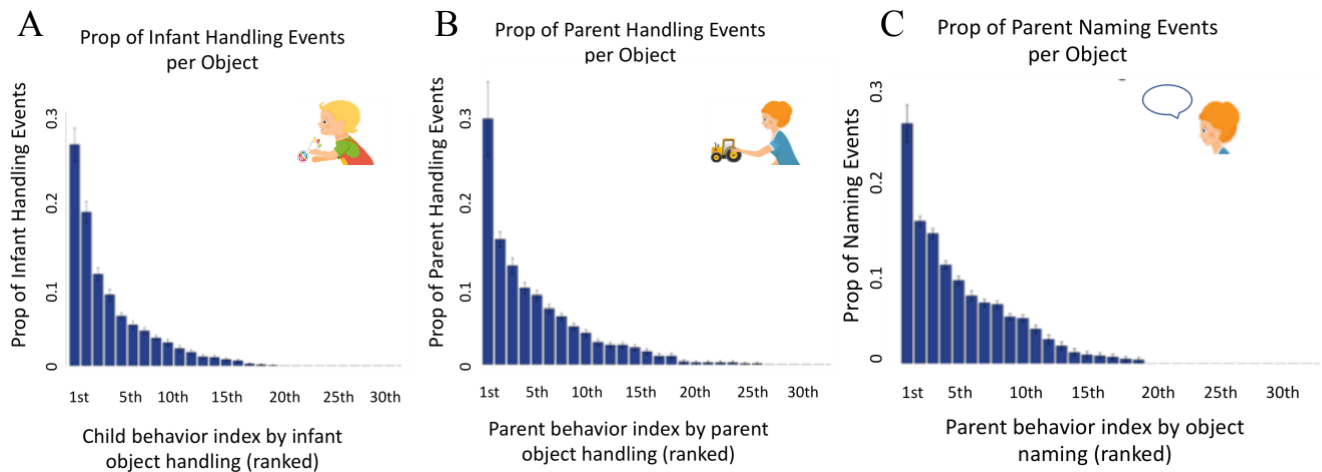 A
Prop of Infant Handling Events
per Object
Prop of Infant Handling Events
0.3
0.2
0.1
0
1st 5th 10th 15th 20th 25th 30th
Child behavior index by infant
object handling (ranked)
B
Prop of Parent Handling Events
per Object
Prop of Parent Handling Events
0.3
0.2
0.1
0
1st 5th 10th 15th 20th 25th 30th
Parent behavior index by parent
object handling (ranked)
C
Prop of Parent Naming Events
per Object
Prop of Naming Events
0.3
0.2
0.1
0
1st 5th 10th 15th 20th 25th 30th
Parent behavior index by object
naming (ranked)